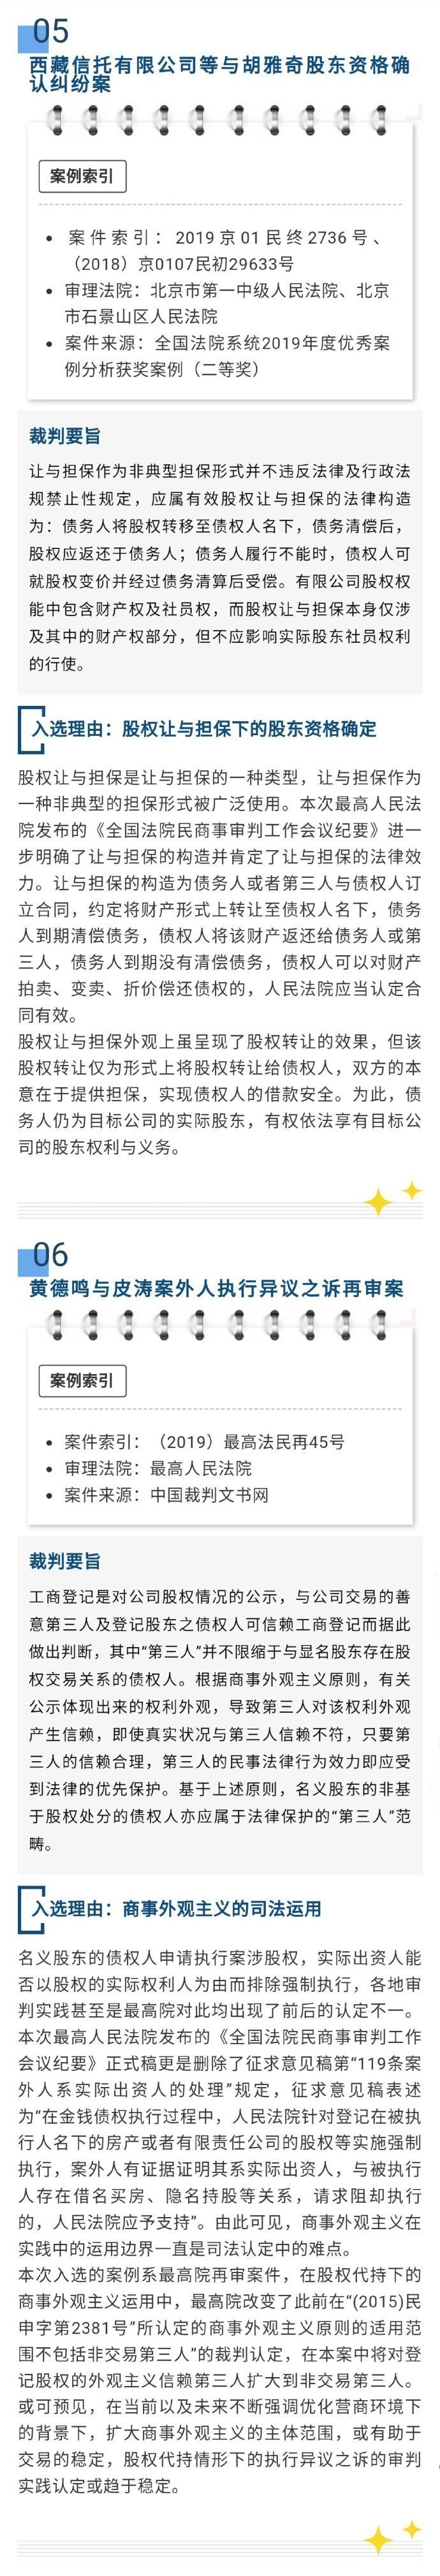 05
西藏信托有限公司等与胡雅奇股东资格确
认纠纷案
案例索引
• 案件索引：2019京01民终2736号、
（2018）京0107民初29633号
• 审理法院：北京市第一中级人民法院、北京
市石景山区人民法院
• 案件来源：全国法院系统2019年度优秀案
例分析获奖案例（二等奖）
裁判要旨
让与担保作为非典型担保形式并不违反法律及行政法
规禁止性规定，应属有效股权让与担保的法律构造
为：债务人将股权转移至债权人名下，债务清偿后，
股权应返还于债务人；债务人履行不能时，债权人可
就股权变价并经过债务清算后受偿。有限公司股权权
能中包含财产权及社员权，而股权让与担保本身仅涉
及其中的财产权部分，但不应影响实际股东社员权利
的行使。
入选理由：股权让与担保下的股东资格确定
股权让与担保是让与担保的一种类型，让与担保作为
一种非典型的担保形式被广泛使用。本次最高人民法
院发布的《全国法院民商事审判工作会议纪要》进一
步明确了让与担保的构造并肯定了让与担保的法律效
力。让与担保的构造为债务人或者第三人与债权人订
立合同，约定将财产形式上转让至债权人名下，债务
人到期清偿债务，债权人将该财产返还给债务人或第
三人，债务人到期没有清偿债务，债权人可以对财产
拍卖、变卖、折价偿还债权的，人民法院应当认定合
同有效。
股权让与担保外观上虽呈现了股权转让的效果，但该
股权转让仅为形式上将股权转让给债权人，双方的本
意在于提供担保，实现债权人的借款安全。为此，债
务人仍为目标公司的实际股东，有权依法享有目标公
司的股东权利与义务。
06
黄德鸣与皮涛案外人执行异议之诉再审案
案例索引
• 案件索引：（2019）最高法民再45号
• 审理法院：最高人民法院
• 案件来源：中国裁判文书网
裁判要旨
工商登记是对公司股权情况的公示，与公司交易的善
意第三人及登记股东之债权人可信赖工商登记而据此
做出判断，其中“第三人”并不限缩于与显名股东存在股
权交易关系的债权人。根据商事外观主义原则，有关
公示体现出来的权利外观，导致第三人对该权利外观
产生信赖，即使真实状况与第三人信赖不符，只要第
三人的信赖合理，第三人的民事法律行为效力即应受
到法律的优先保护。基于上述原则，名义股东的非基
于股权处分的债权人亦应属于法律保护的“第三人”范
畴。
入选理由：商事外观主义的司法运用
名义股东的债权人申请执行案涉股权，实际出资人能
否以股权的实际权利人为由而排除强制执行，各地审
判实践甚至是最高院对此均出现了前后的认定不一。
本次最高人民法院发布的《全国法院民商事审判工作
会议纪要》正式稿更是删除了征求意见稿第“119条案
外人系实际出资人的处理”规定，征求意见稿表述
为“在金钱债权执行过程中，人民法院针对登记在被执
行人名下的房产或者有限责任公司的股权等实施强制
执行，案外人有证据证明其系实际出资人，与被执行
人存在借名买房、隐名持股等关系，请求阻却执行
的，人民法院应予支持”。由此可见，商事外观主义在
实践中的运用边界一直是司法认定中的难点。
本次入选的案例系最高院再审案件，在股权代持下的
商事外观主义运用中，最高院改变了此前在“(2015)民
申字第2381号”所认定的商事外观主义原则的适用范
围不包括非交易第三人”的裁判认定，在本案中将对登
记股权的外观主义信赖第三人扩大到非交易第三人。
或可预见，在当前以及未来不断强调优化营商环境下
的背景下，扩大商事外观主义的主体范围，或有助于
交易的稳定，股权代持情形下的执行异议之诉的审判
实践认定或趋于稳定。